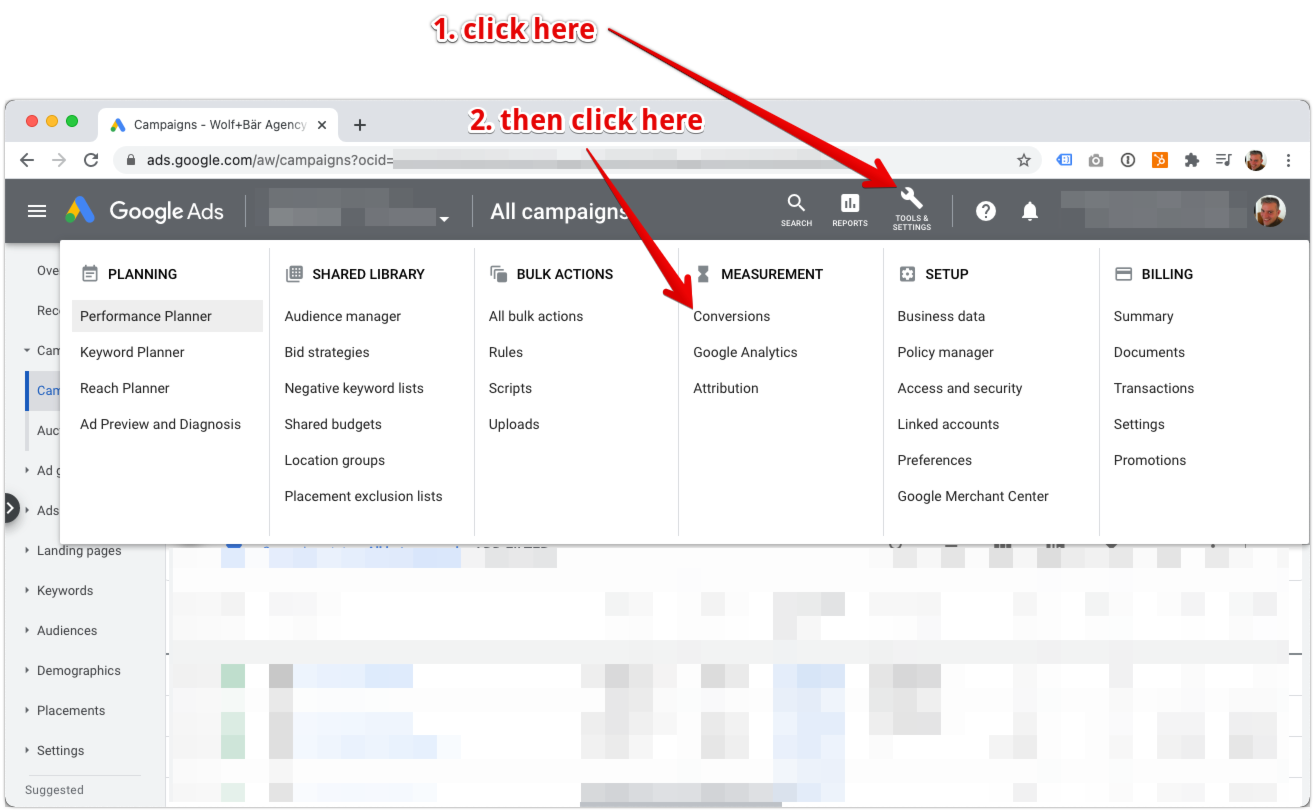 1. click here
2. then click here
Campaigns - Wolf+Bär Agency
ads.google.com/aw/campaigns?ocid=
Google Ads
All campaigns
SEARCH
REPORTS
TOOLS &
SETTINGS
PLANNING
Performance Planner
Keyword Planner
Reach Planner
Ad Preview and Diagnosis
SHARED LIBRARY
Audience manager
Bid strategies
Negative keyword lists
Shared budgets
Location groups
Placement exclusion lists
BULK ACTIONS
All bulk actions
Rules
Scripts
Uploads
MEASUREMENT
Conversions
Google Analytics
Attribution
SETUP
Business data
Policy manager
Access and security
Linked accounts
Preferences
Google Merchant Center
BILLING
Summary
Documents
Transactions
Settings
Promotions
Ove
Rec
Cam
Cam
Auc
Ad g
Ads
Landing pages
Keywords
Audiences
Demographics
Placements
Settings
Suggested